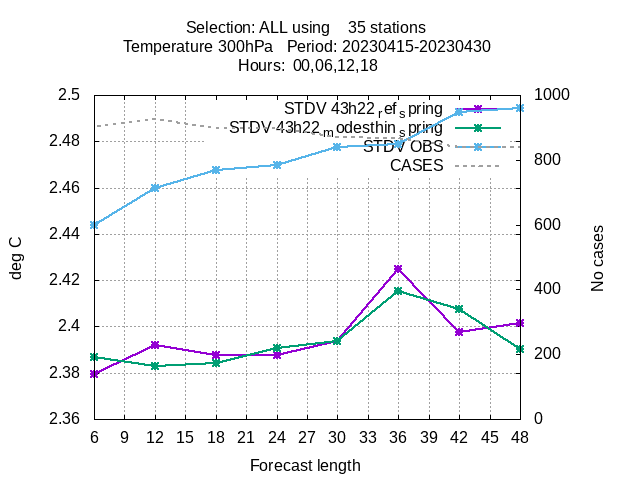 Selection: ALL using    35 stations
Temperature 300hPa   Period: 20230415-20230430
Hours:  00,06,12,18
2.5
2.48
2.46
2.44
2.42
2.4
2.38
2.36
deg C
STDV 43h22_ref_spring
STDV 43h22_modesthin_spring
STDV OBS
CASES
1000
800
600
400
200
0
No cases
6 9 12 15 18 21 24 27 30 33 36 39 42 45 48
Forecast length